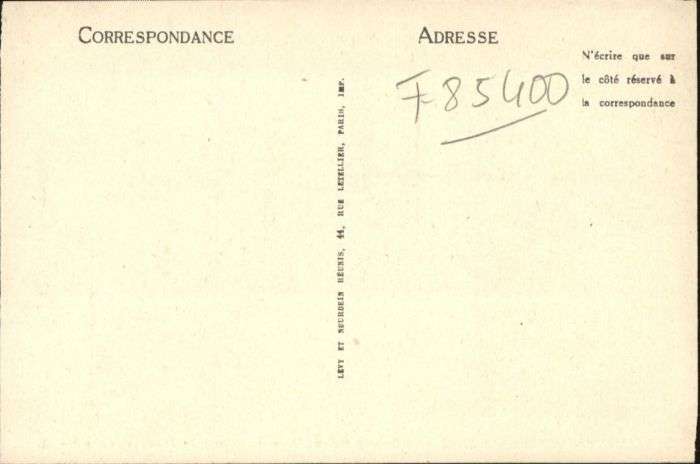 CORRESPONDANCE
ADRESSE
N'écrire que sur
le côté réservé à
la correspondance
F 85400
LEVY ET NEURDEIN RÉUNIS, 44, RUE LETELLIER, PARIS, IMP.